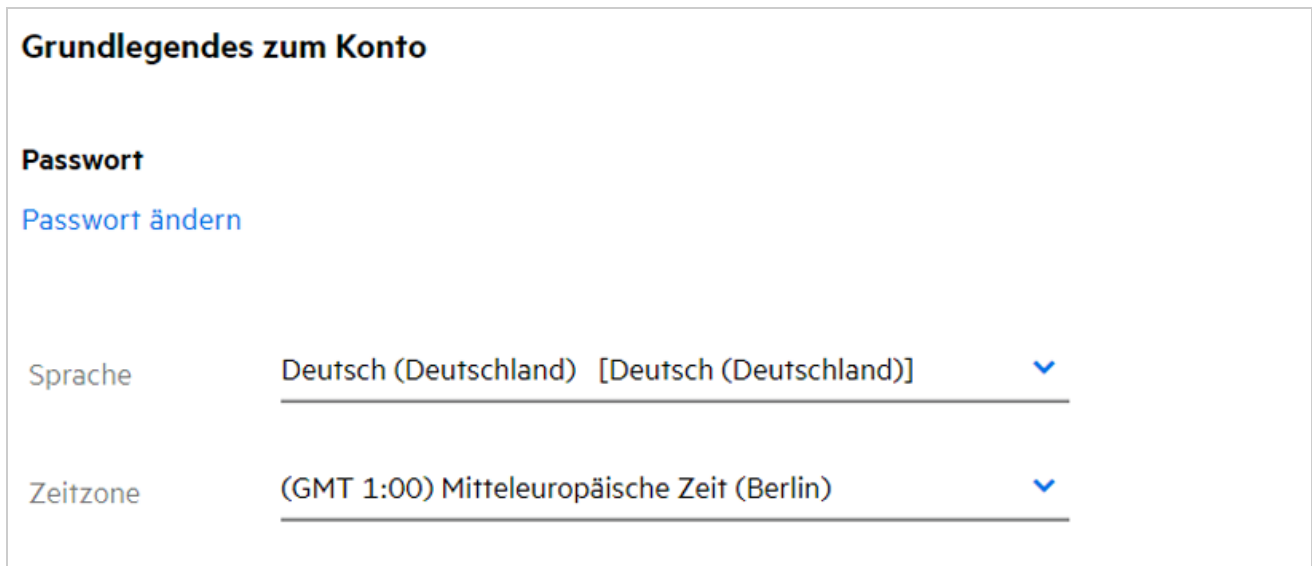 Grundlegendes zum Konto
Passwort
Passwort ändern
Sprache Deutsch (Deutschland) [Deutsch (Deutschland)]
Zeitzone (GMT 1:00) Mitteleuropäische Zeit (Berlin)